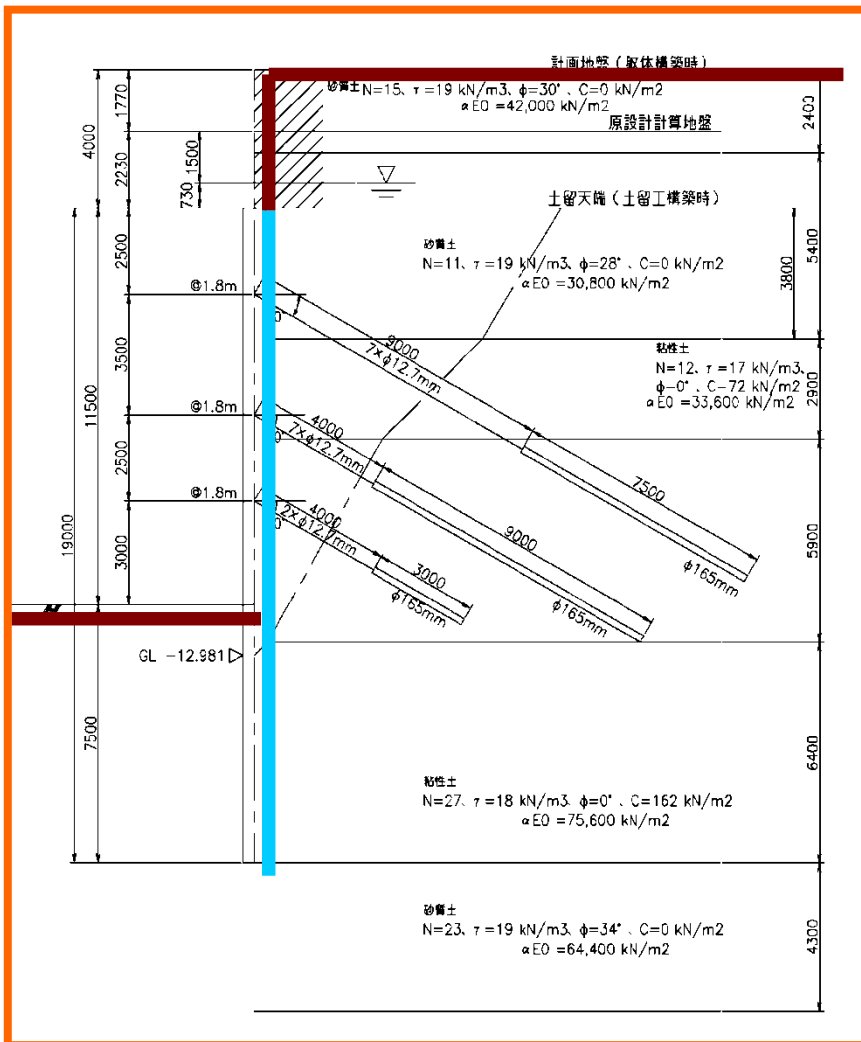 計画地盤（躯体構築時）
砂質土 N=15、γ=19 kN/m3、φ=30°、C=0 kN/m2
αE0=42,000 kN/m2
原設計計算地盤
土留天端（土留工構築時）
砂質土
N=11、γ=19 kN/m3、φ=28°、C=0 kN/m2
αE0=30,800 kN/m2
粘性土
N=12、γ=17 kN/m3、
φ=0°、C=72 kN/m2
αE0=33,600 kN/m2
粘性土
N=27、γ=18 kN/m3、φ=0°、C=162 kN/m2
αE0=75,600 kN/m2
砂質土
N=23、γ=19 kN/m3、φ=34°、C=0 kN/m2
αE0=64,400 kN/m2
4000
1770
2230
1500
730
19000
11500
7500
2500
3500
2500
3000
@1.8m
@1.8m
@1.8m
9000
7×φ12.7mm
7500
φ165mm
4000
7×φ12.7mm
9000
φ165mm
4000
2×φ12.7mm
3000
φ165mm
GL -12.981
2400
5400
3800
2900
5900
6400
4300